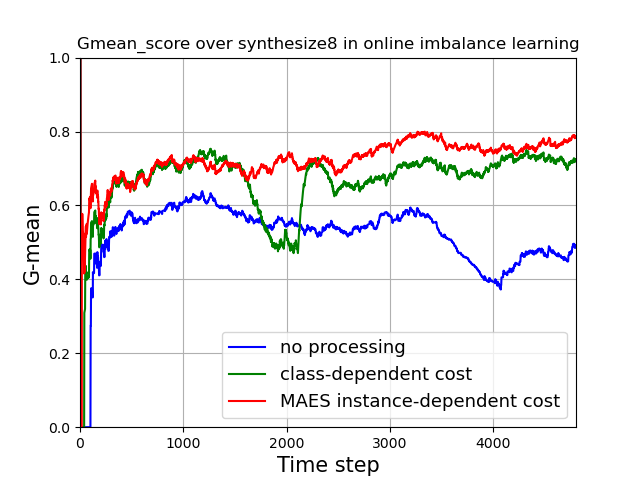 Gmean_score over synthesize8 in online imbalance learning
1.0
0.8
0.6
0.4
0.2
0.0
G-mean
no processing
class-dependent cost
MAES instance-dependent cost
0 1000 2000 3000 4000
Time step